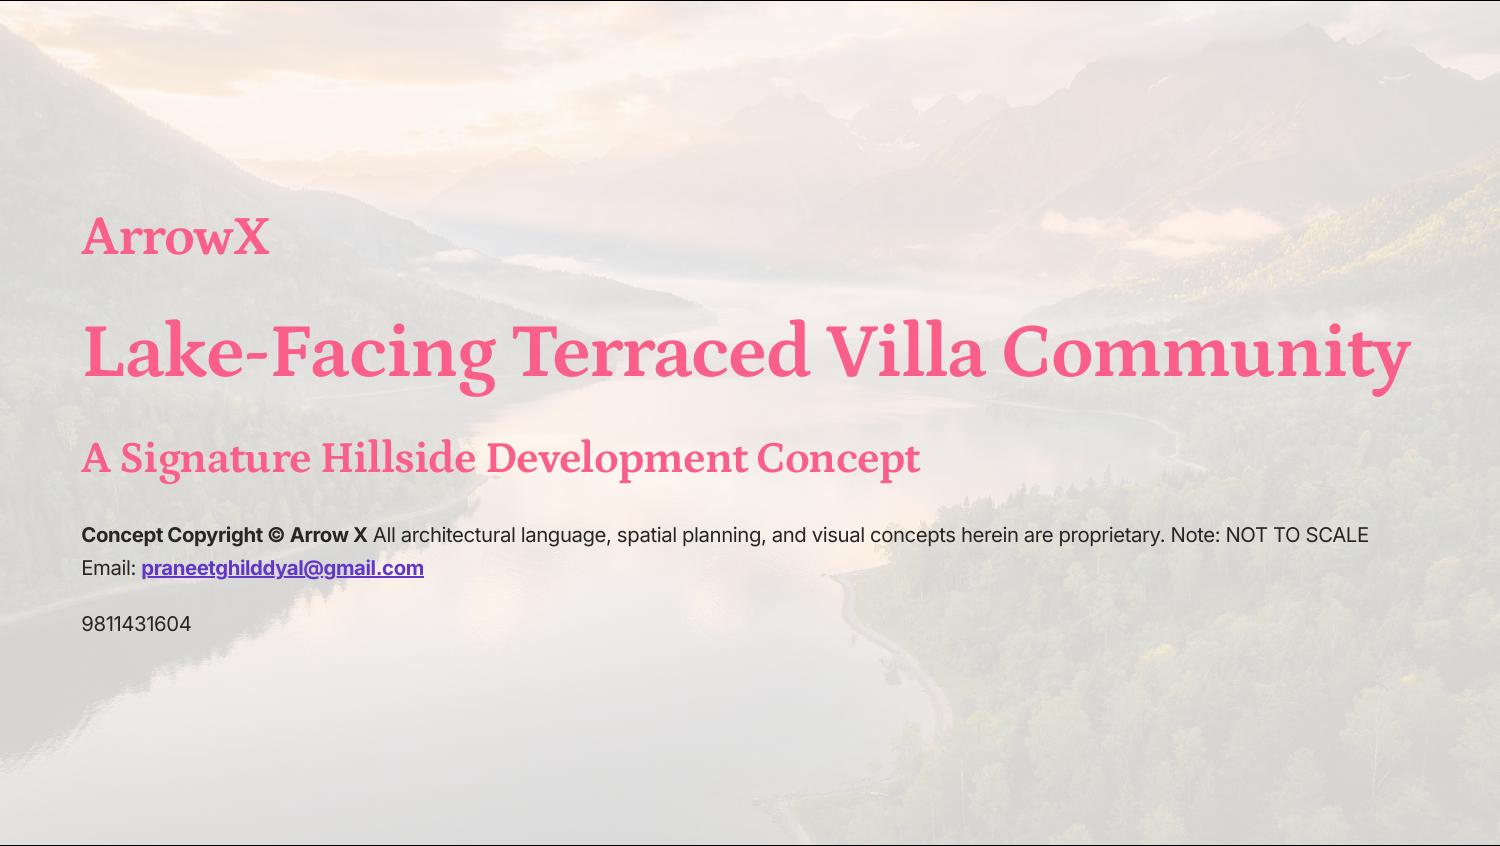 ArrowX
Lake-Facing Terraced Villa Community
A Signature Hillside Development Concept
Concept Copyright © Arrow X All architectural language, spatial planning, and visual concepts herein are proprietary. Note: NOT TO SCALE
Email: praneetghilddyal@gmail.com
9811431604